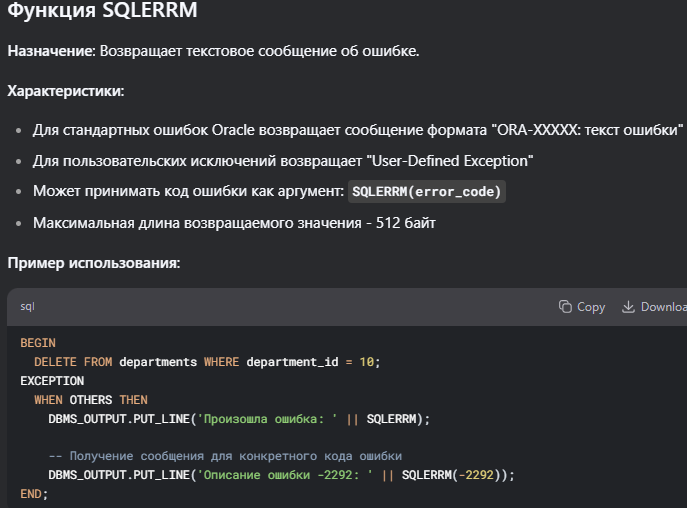 Функция SQLERRM
Назначение: Возвращает текстовое сообщение об ошибке.
Характеристики:
• Для стандартных ошибок Oracle возвращает сообщение формата "ORA-XXXXX: текст ошибки"
• Для пользовательских исключений возвращает "User-Defined Exception"
• Может принимать код ошибки как аргумент: SQLERRM(error_code)
• Максимальная длина возвращаемого значения - 512 байт
Пример использования:
sql Copy Downloa
BEGIN
  DELETE FROM departments WHERE department_id = 10;
EXCEPTION
  WHEN OTHERS THEN
    DBMS_OUTPUT.PUT_LINE('Произошла ошибка: ' || SQLERRM);

    -- Получение сообщения для конкретного кода ошибки
    DBMS_OUTPUT.PUT_LINE('Описание ошибки -2292: ' || SQLERRM(-2292));
END;